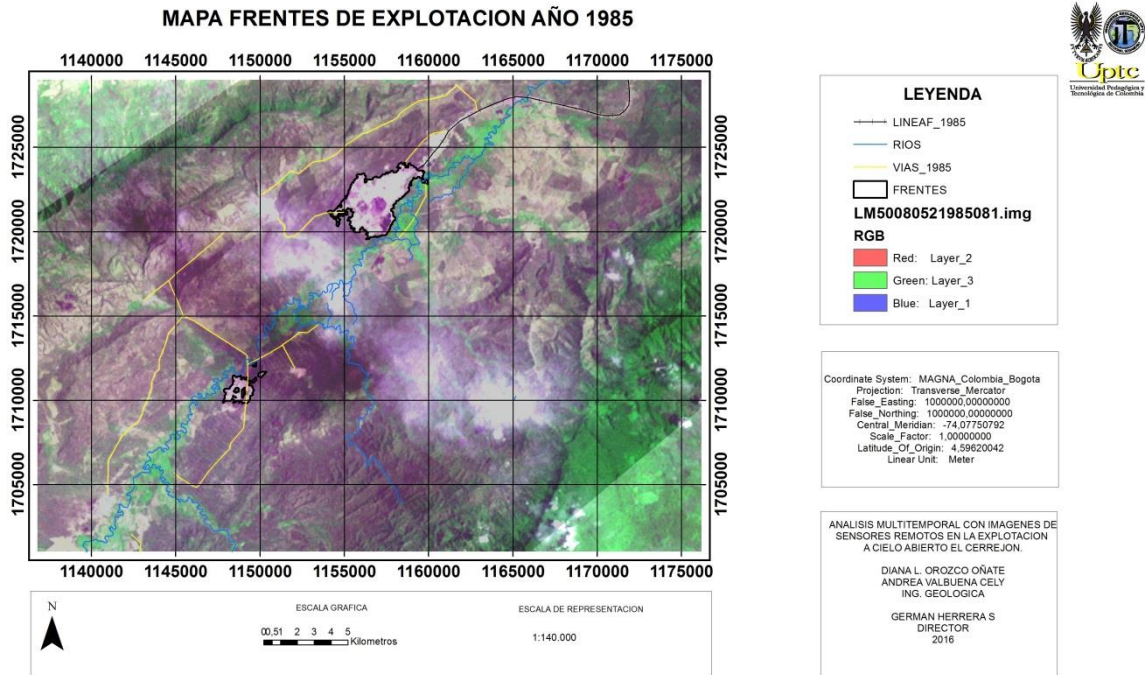 MAPA FRENTES DE EXPLOTACION AÑO 1985
1140000 1145000 1150000 1155000 1160000 1165000 1170000 1175000
1725000
1720000
1715000
1710000
1705000
1725000
1720000
1715000
1710000
1705000
1140000 1145000 1150000 1155000 1160000 1165000 1170000 1175000
N
ESCALA GRAFICA
00,51 2 3 4 5
Kilometros
ESCALA DE REPRESENTACION
1:140.000
Uptc
Universidad Pedagógica y
Tecnológica de Colombia
LEYENDA
LINEAF_1985
RIOS
VIAS_1985
FRENTES
LM50080521985081.img
RGB
Red: Layer_2
Green: Layer_3
Blue: Layer_1
Coordinate System: MAGNA_Colombia_Bogota
Projection: Transverse_Mercator
False_Easting: 1000000,00000000
False_Northing: 1000000,00000000
Central_Meridian: -74,07750792
Scale_Factor: 1,00000000
Latitude_Of_Origin: 4,59620042
Linear Unit: Meter
ANALISIS MULTITEMPORAL CON IMAGENES DE
SENSORES REMOTOS EN LA EXPLOTACION
A CIELO ABIERTO EL CERREJON.
DIANA L. OROZCO OÑATE
ANDREA VALBUENA CELY
ING. GEOLOGICA
GERMAN HERRERA S
DIRECTOR
2016